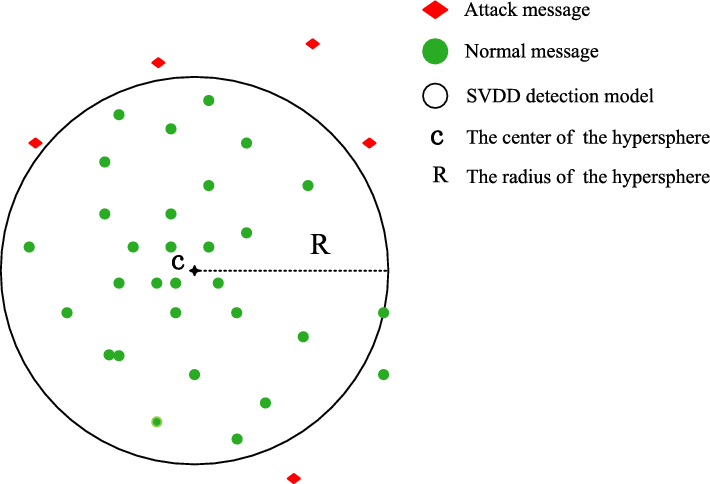 Attack message
Normal message
SVDD detection model
C The center of the hypersphere
R The radius of the hypersphere
R
C